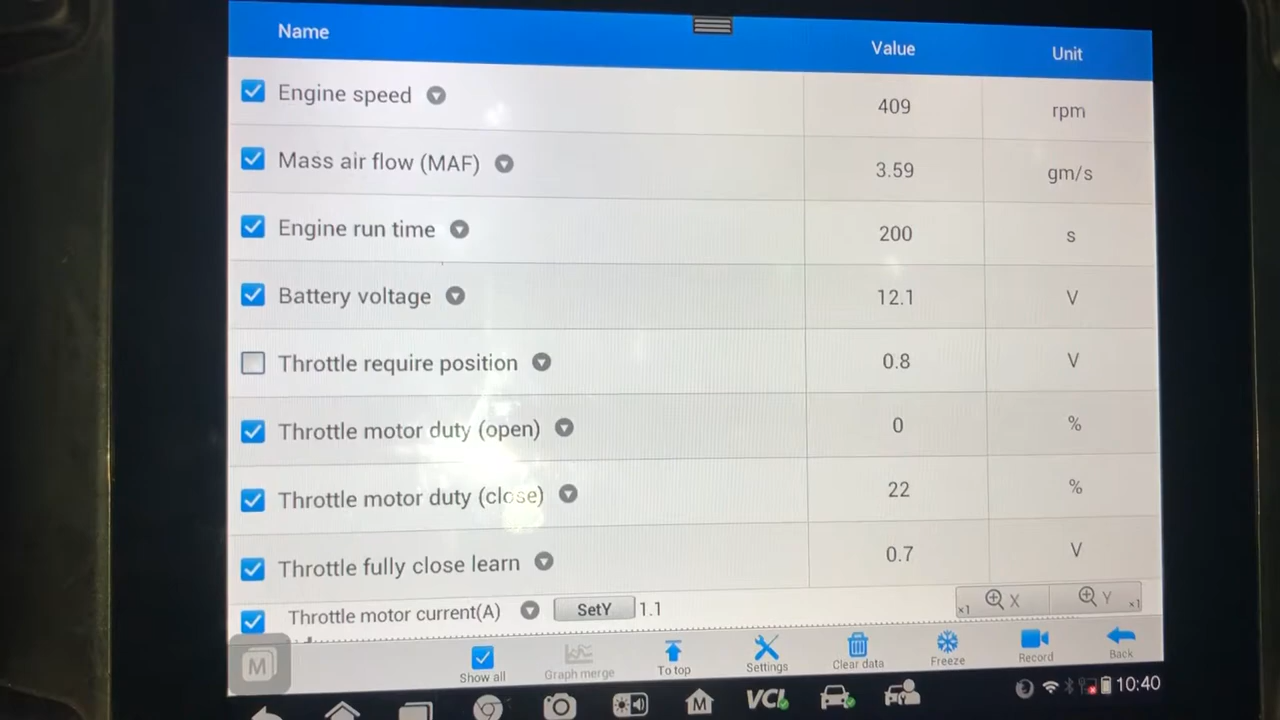 Name Value Unit
Engine speed 409 rpm
Mass air flow (MAF) 3.59 gm/s
Engine run time 200 s
Battery voltage 12.1 V
Throttle require position 0.8 V
Throttle motor duty (open) 0 %
Throttle motor duty (close) 22 %
Throttle fully close learn 0.7 V
Throttle motor current(A) SetY 1.1 x1 X Y x1
M Show all Graph merge To top Settings Clear data Freeze Record Back
M VCI 10:40